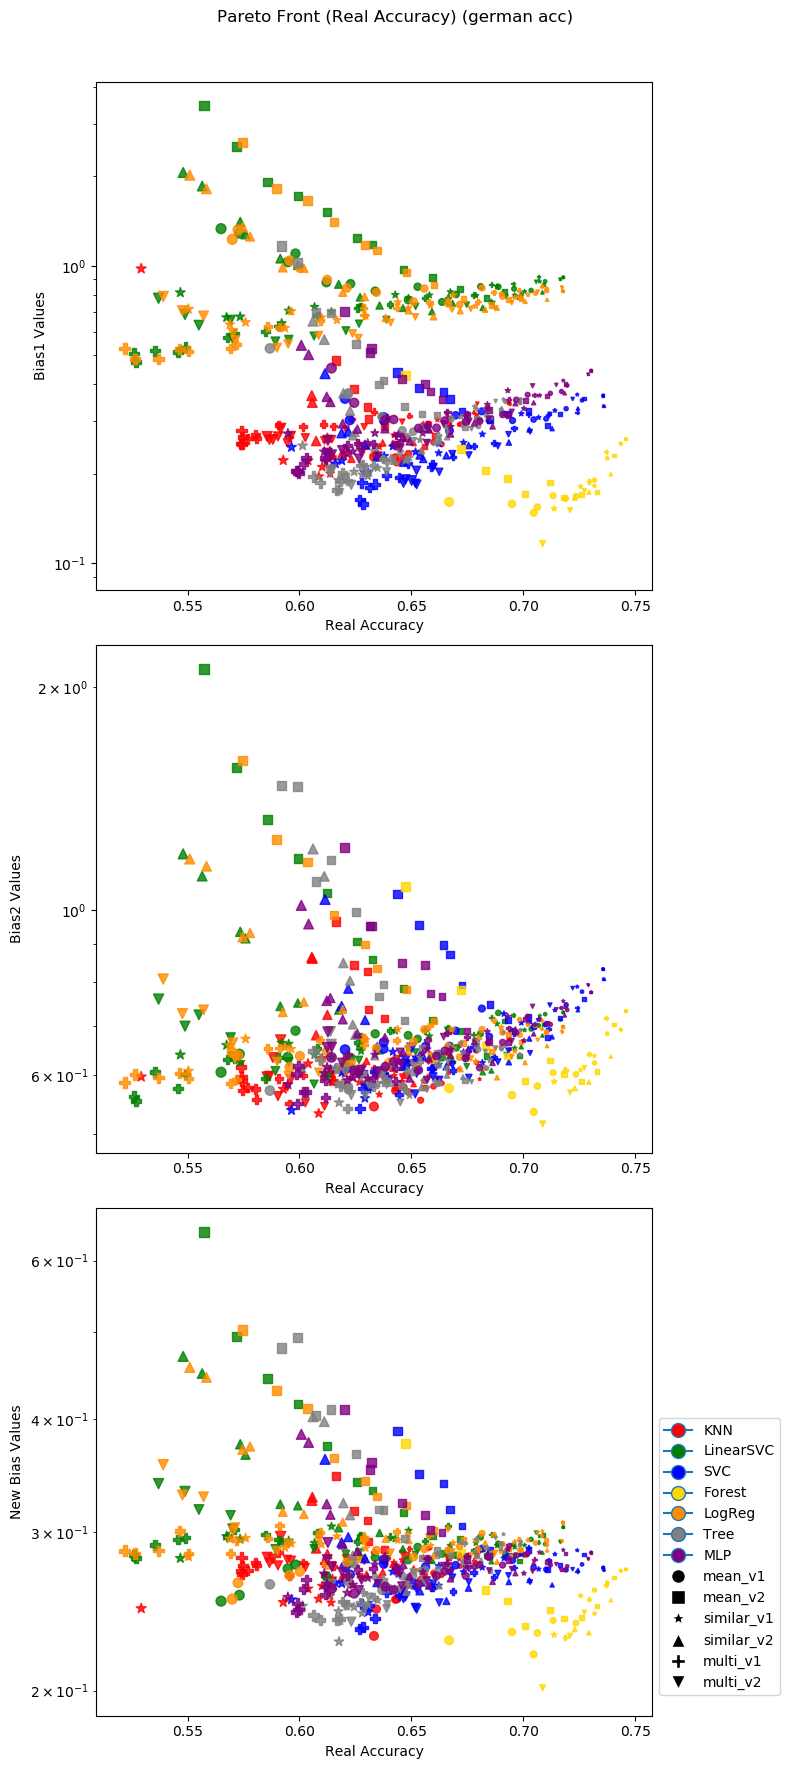 Pareto Front (Real Accuracy) (german acc)
Bias1 Values
10⁰
10⁻¹
0.55 0.60 0.65 0.70 0.75
Real Accuracy
Bias2 Values
2 × 10⁰
10⁰
6 × 10⁻¹
0.55 0.60 0.65 0.70 0.75
Real Accuracy
New Bias Values
6 × 10⁻¹
4 × 10⁻¹
3 × 10⁻¹
2 × 10⁻¹
0.55 0.60 0.65 0.70 0.75
Real Accuracy
KNN
LinearSVC
SVC
Forest
LogReg
Tree
MLP
mean_v1
mean_v2
similar_v1
similar_v2
multi_v1
multi_v2